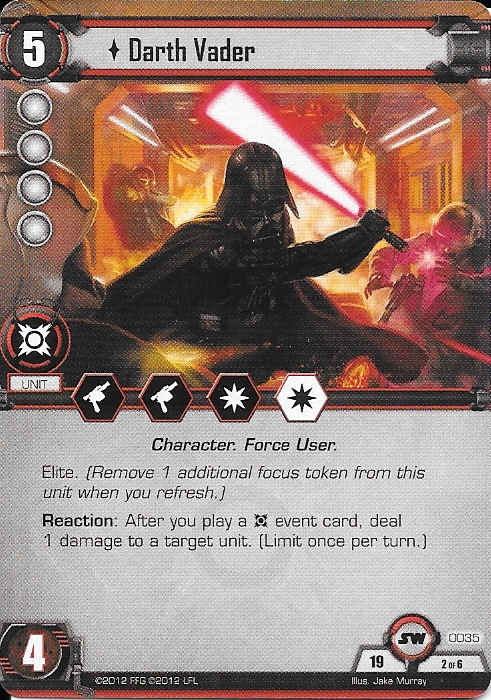 5
Darth Vader
UNIT
Character. Force User.
Elite. (Remove 1 additional focus token from this
unit when you refresh.)
Reaction: After you play a event card, deal
1 damage to a target unit. (Limit once per turn.)
4
SW
0035
19
2 OF 6
©2012 FFG ©2012 LFL
Illus. Jake Murray